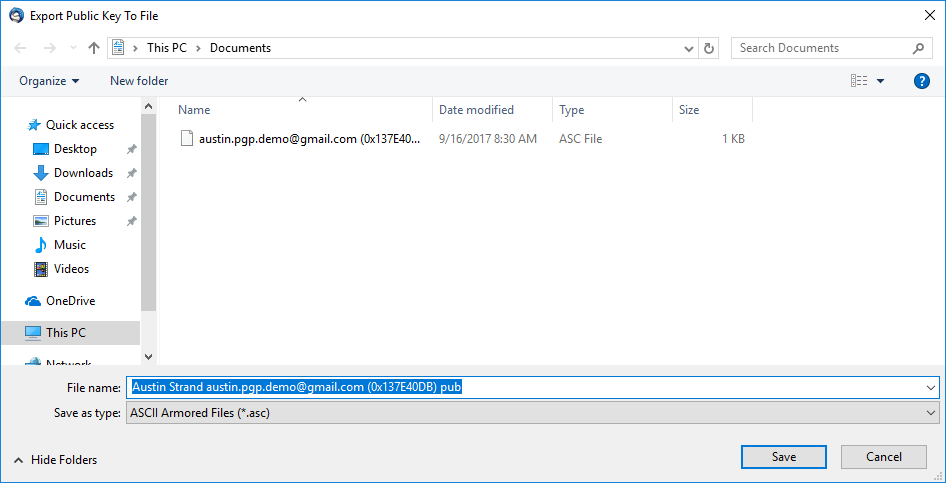 Export Public Key To File
This PC > Documents
Search Documents
Organize
New folder
?
Name
Date modified
Type
Size
austin.pgp.demo@gmail.com (0x137E40...
9/16/2017 8:30 AM
ASC File
1 KB
Quick access
Desktop
Downloads
Documents
Pictures
Music
Videos
OneDrive
This PC
Network
File name:
Austin Strand austin.pgp.demo@gmail.com (0x137E40DB) pub
Save as type:
ASCII Armored Files (*.asc)
Hide Folders
Save
Cancel